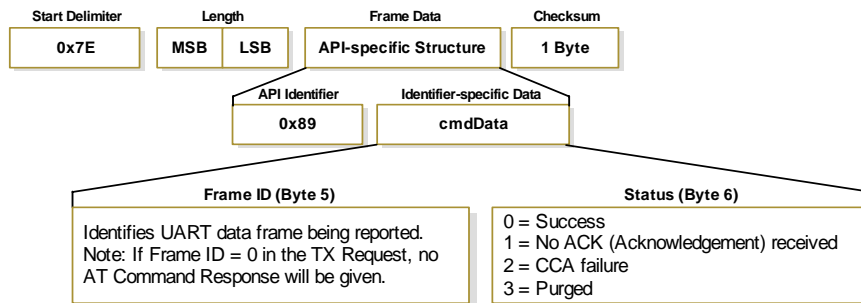 Start Delimiter
Length
Frame Data
Checksum
0x7E
MSB
LSB
API-specific Structure
1 Byte
API Identifier
Identifier-specific Data
0x89
cmdData
Frame ID (Byte 5)
Identifies UART data frame being reported.
Note: If Frame ID = 0 in the TX Request, no
AT Command Response will be given.
Status (Byte 6)
0 = Success
1 = No ACK (Acknowledgement) received
2 = CCA failure
3 = Purged